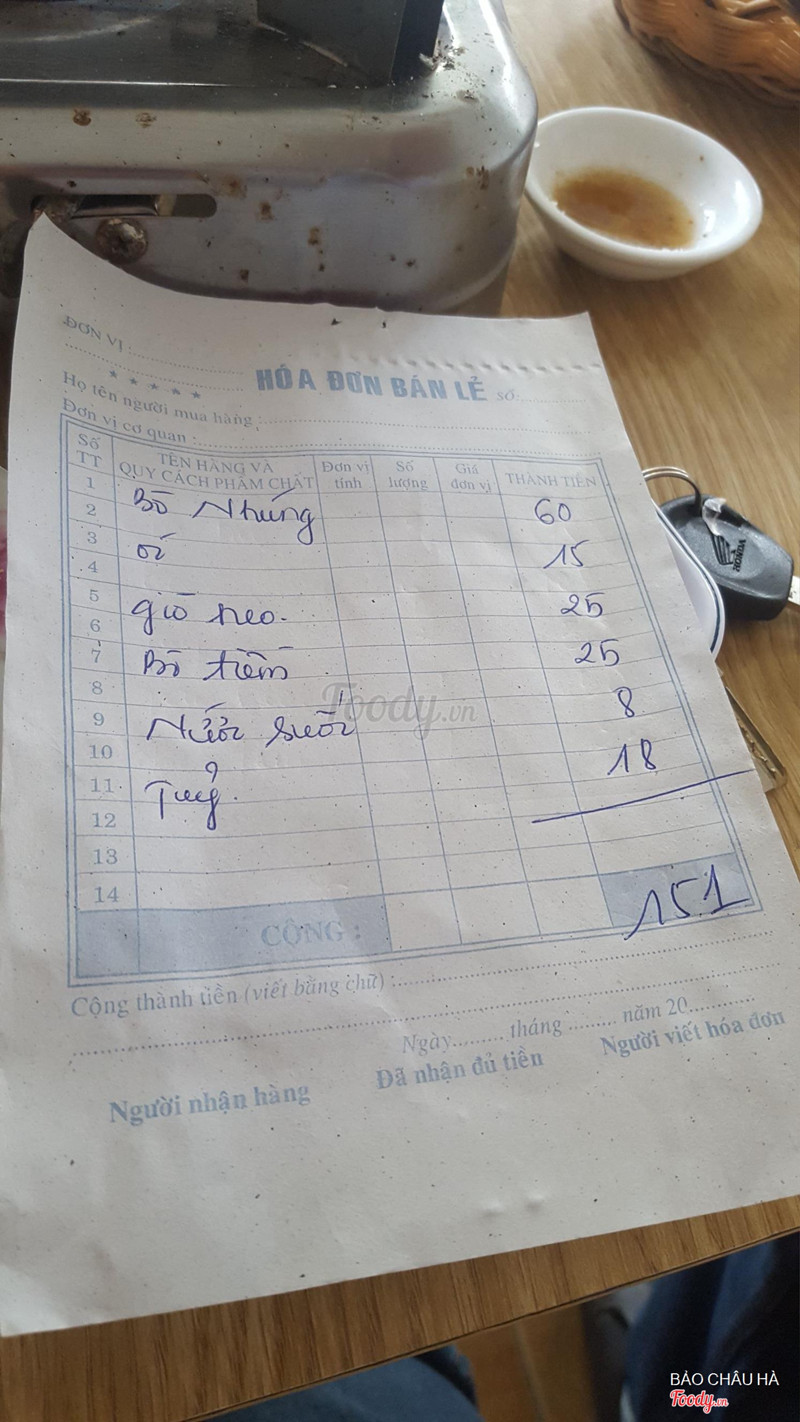 ĐƠN VỊ :
★ ★ ★ ★ ★
HÓA ĐƠN BÁN LẺ số
Họ tên người mua hàng :
Đơn vị cơ quan :
Số TT TÊN HÀNG VÀ QUY CÁCH PHẨM CHẤT Đơn vị tính Số lượng Giá đơn vị THÀNH TIỀN
1
2 Bò Nhúng 60
3
4 15
5
6 giò heo. 25
7 Bò tiềm 25
8
9 Nước suối 8
10
11 18
12
13
14
CỘNG : 151
Cộng thành tiền (viết bằng chữ) :
Ngày tháng năm 20
Người nhận hàng Đã nhận đủ tiền Người viết hóa đơn
Foody.vn
HONDA
BẢO CHÂU HÀ
Foody.vn